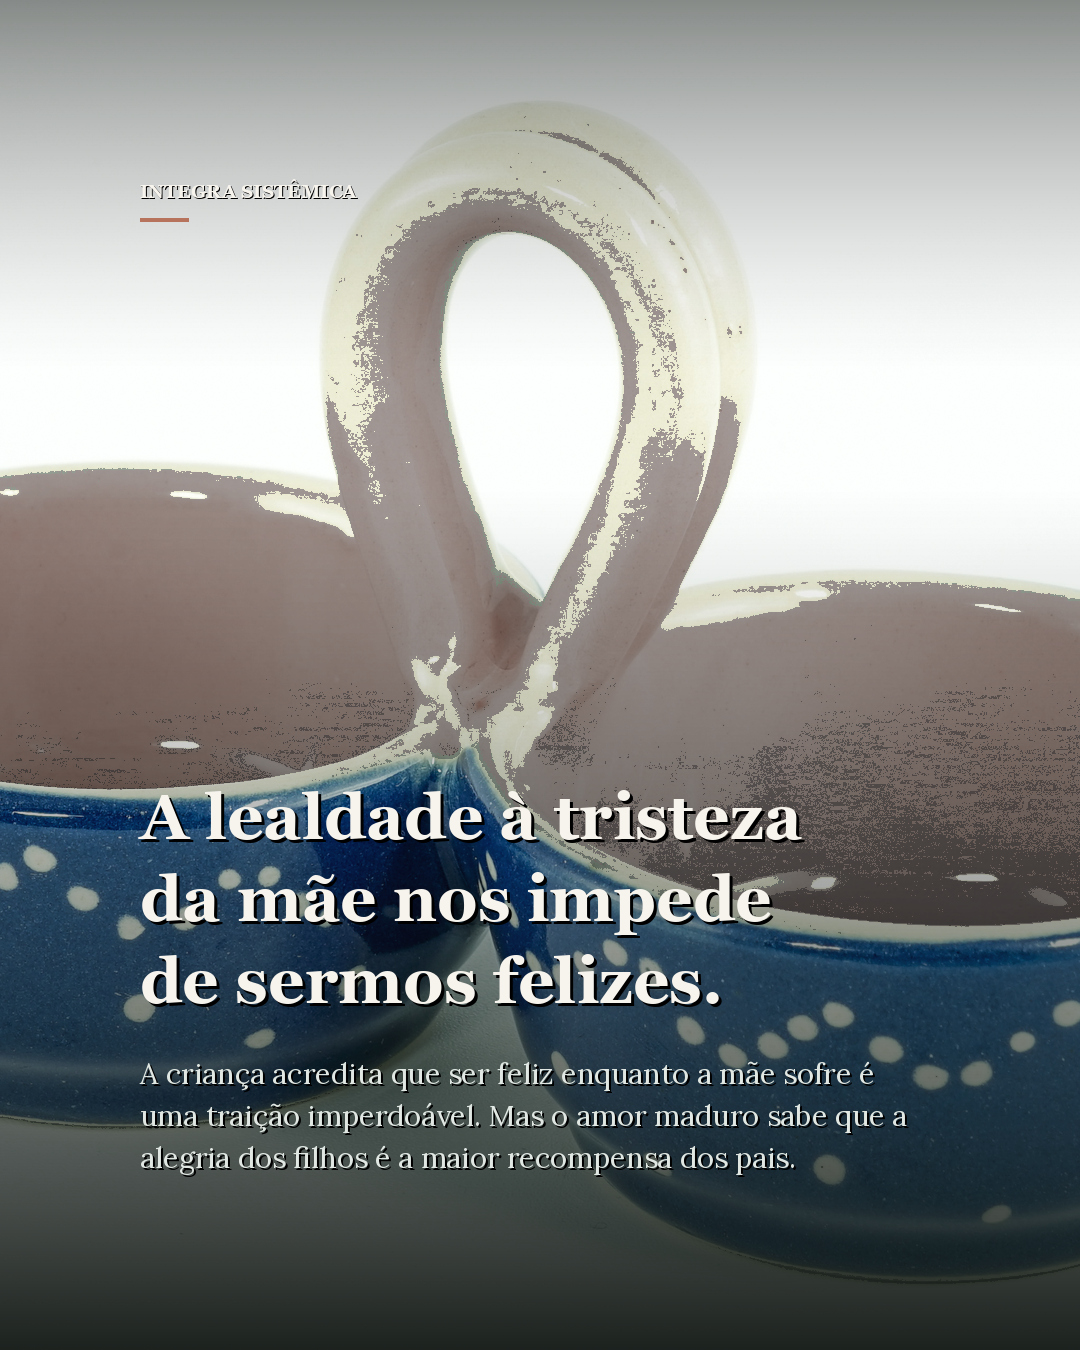 INTEGRA SISTÊMICA
A lealdade à tristeza
da mãe nos impede
de sermos felizes.
A criança acredita que ser feliz enquanto a mãe sofre é
uma traição imperdoável. Mas o amor maduro sabe que a
alegria dos filhos é a maior recompensa dos pais.